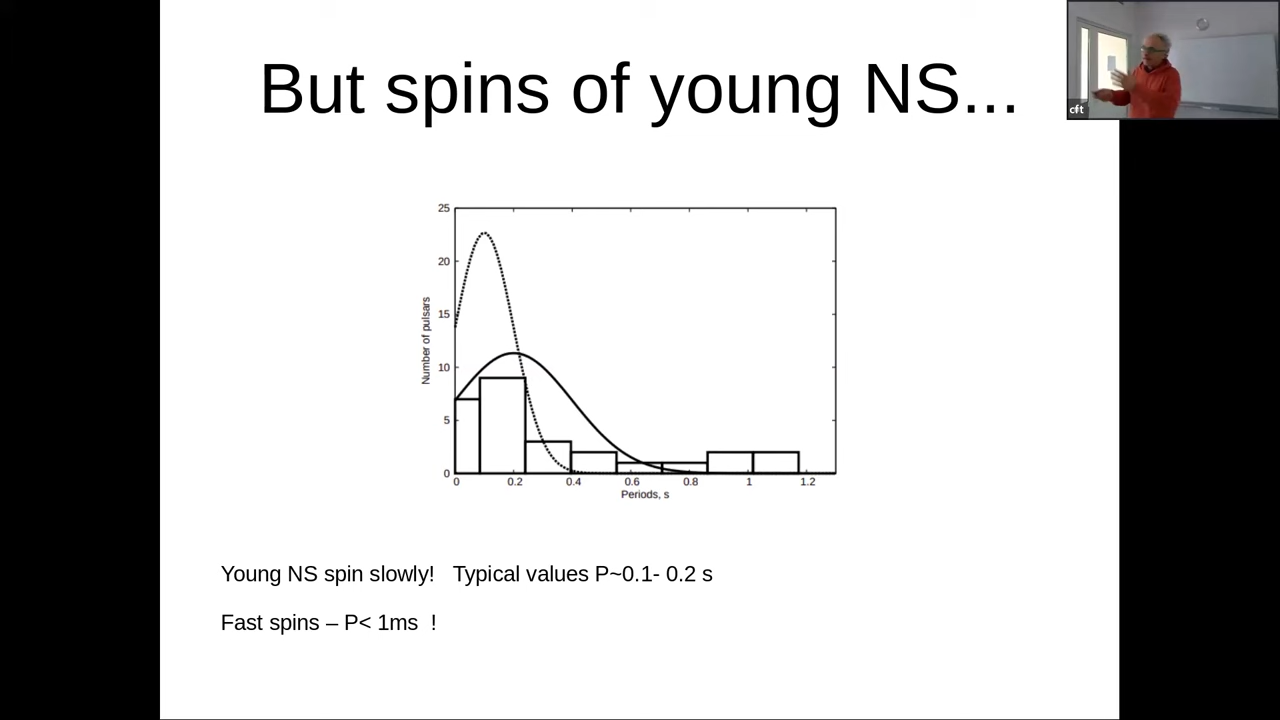 But spins of young NS...
cft
25
20
15
10
5
0
Number of pulsars
0 0.2 0.4 0.6 0.8 1 1.2
Periods, s
Young NS spin slowly! Typical values P~0.1- 0.2 s
Fast spins – P< 1ms !